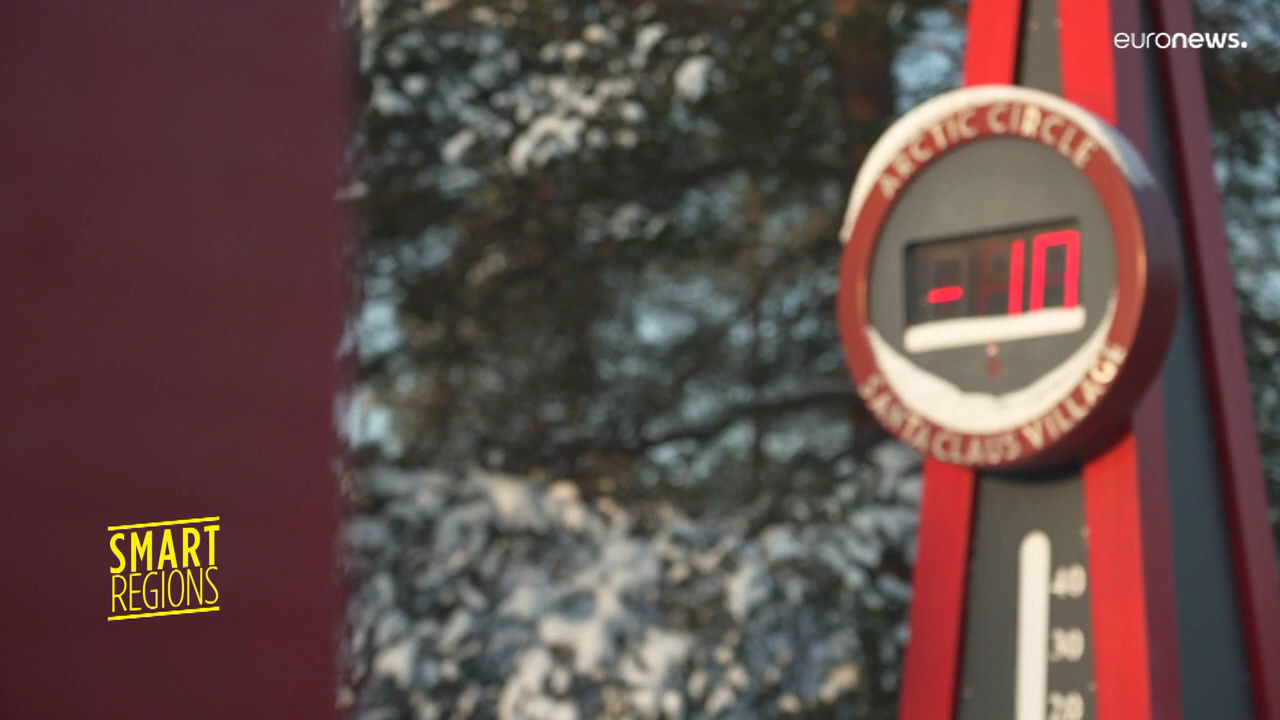 euronews.
ARCTIC CIRCLE
-10
SANTA CLAUS VILLAGE
SMART
REGIONS
40
30
20